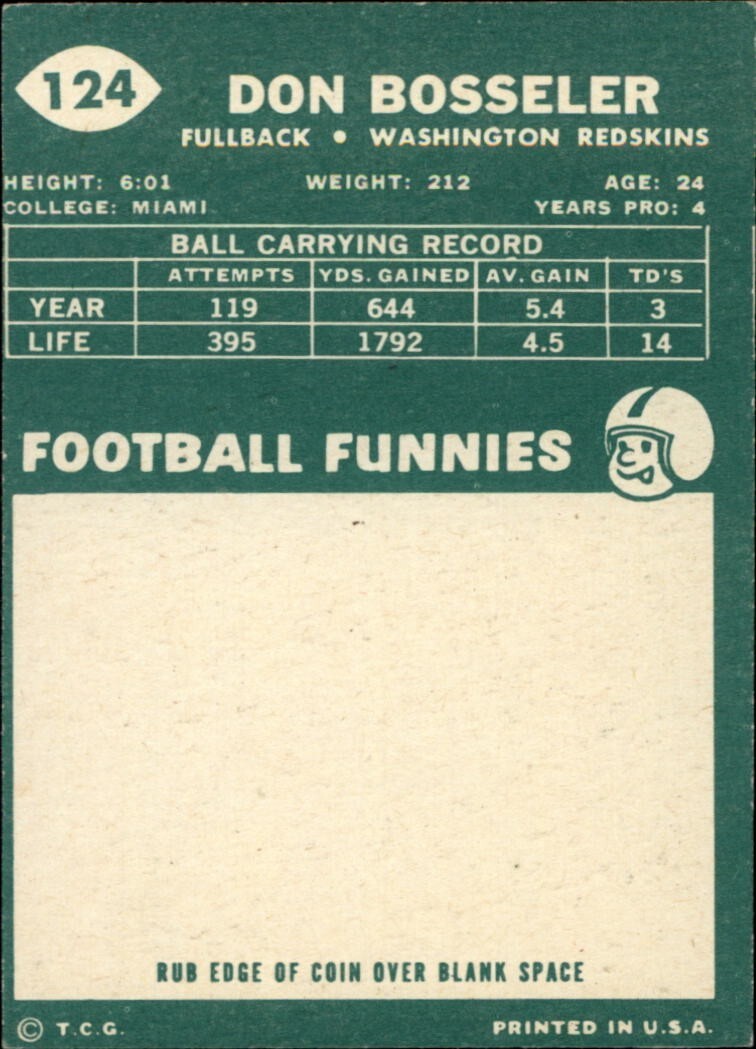 124
DON BOSSELER
FULLBACK • WASHINGTON REDSKINS
HEIGHT: 6:01 WEIGHT: 212 AGE: 24
COLLEGE: MIAMI YEARS PRO: 4
BALL CARRYING RECORD
ATTEMPTS YDS. GAINED AV. GAIN TD'S
YEAR 119 644 5.4 3
LIFE 395 1792 4.5 14
FOOTBALL FUNNIES
RUB EDGE OF COIN OVER BLANK SPACE
© T.C.G. PRINTED IN U.S.A.